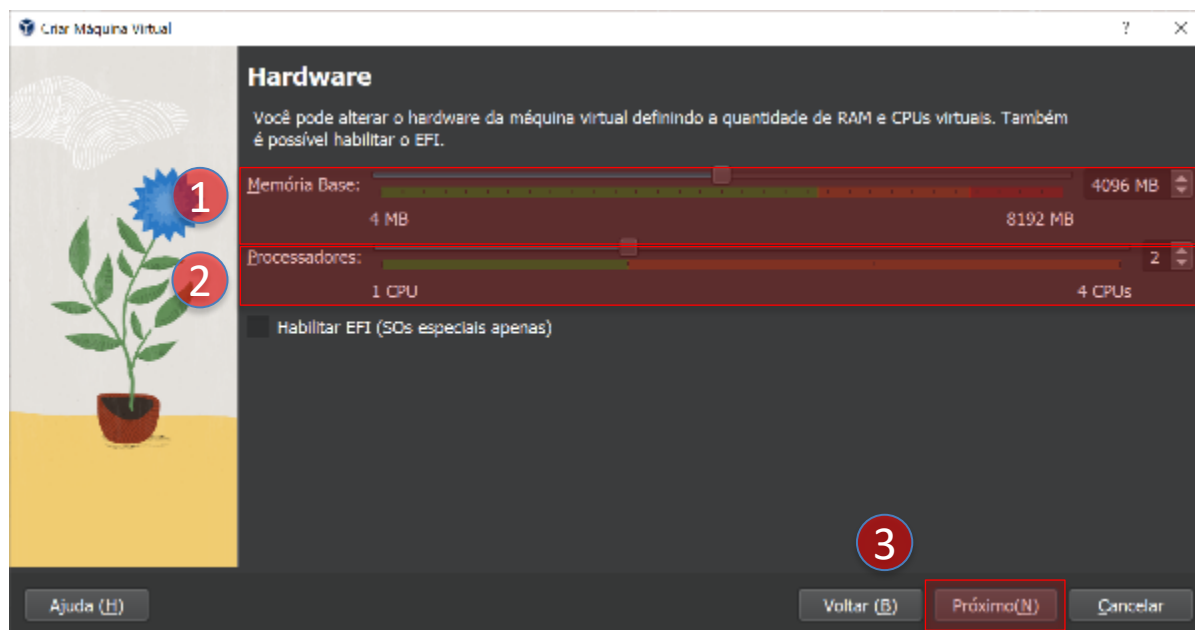 Criar Máquina Virtual
?
Hardware
Você pode alterar o hardware da máquina virtual definindo a quantidade de RAM e CPUs virtuais. Também
é possível habilitar o EFI.
1
Memória Base:
4096 MB
4 MB
8192 MB
2
Processadores:
2
1 CPU
4 CPUs
Habilitar EFI (SOs especiais apenas)
3
Ajuda (H)
Voltar (B)
Próximo(N)
Cancelar